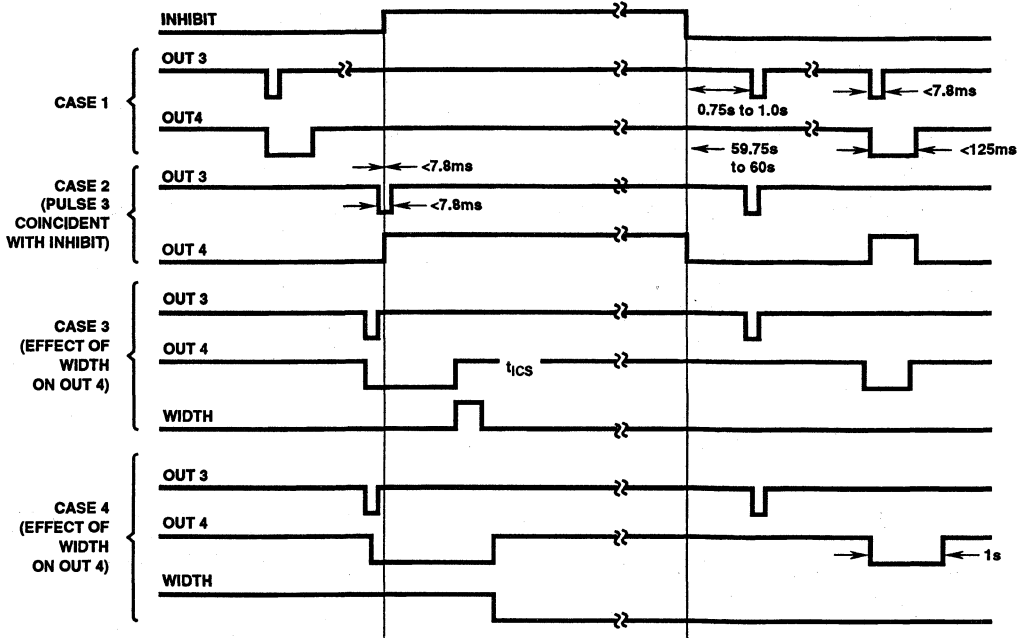 INHIBIT
OUT 3
CASE 1
<7.8ms
0.75s to 1.0s
OUT4
59.75s
to 60s
<125ms
<7.8ms
OUT 3
CASE 2
(PULSE 3
COINCIDENT
WITH INHIBIT)
<7.8ms
OUT 4
OUT 3
CASE 3
(EFFECT OF
WIDTH
ON OUT 4)
OUT 4
tICS
WIDTH
OUT 3
CASE 4
(EFFECT OF
WIDTH
ON OUT 4)
OUT 4
1s
WIDTH